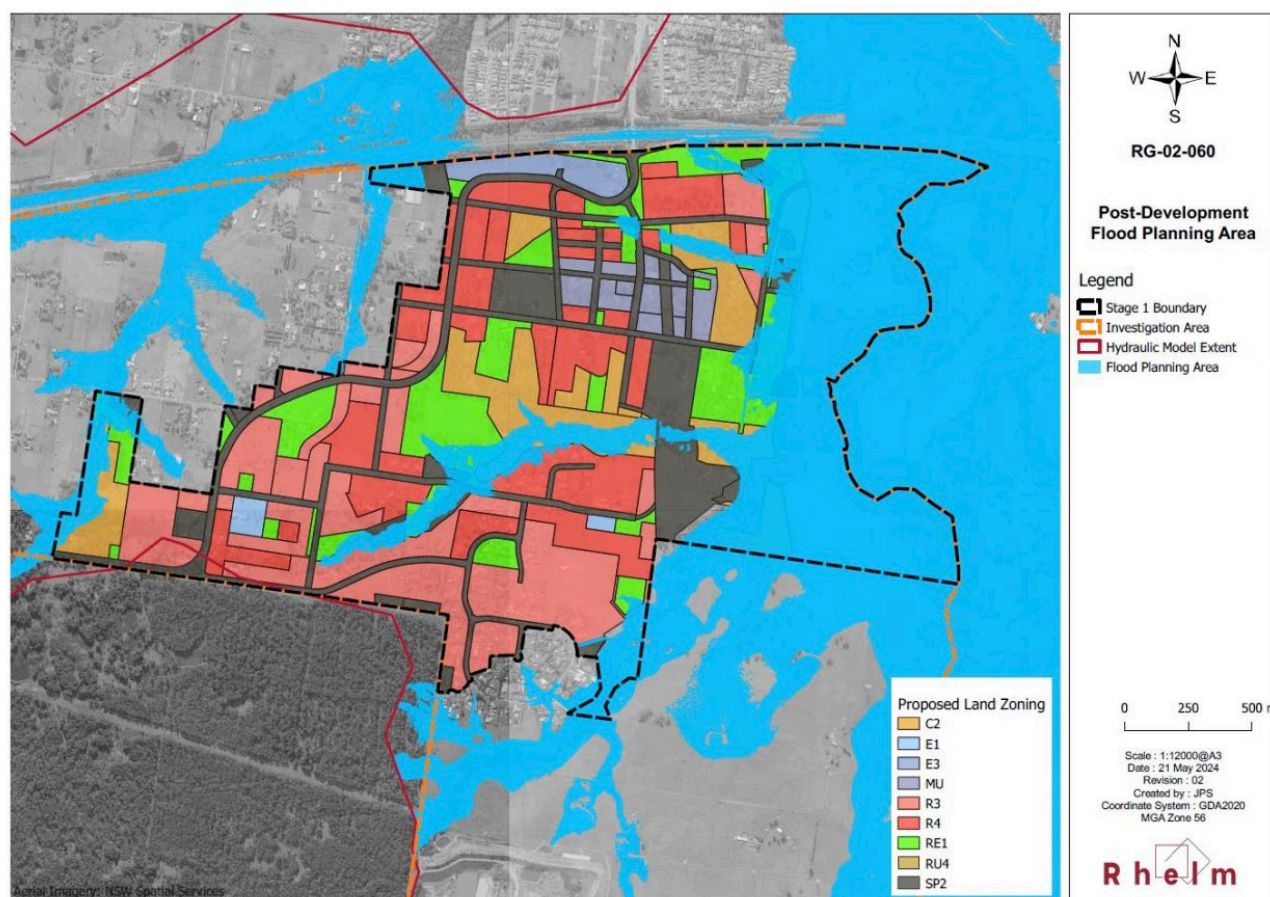 N
W E
S
RG-02-060
Post-Development
Flood Planning Area
Legend
Stage 1 Boundary
Investigation Area
Hydraulic Model Extent
Flood Planning Area
Proposed Land Zoning
C2
E1
E3
MU
R3
R4
RE1
RU4
SP2
0 250 500 m
Scale : 1:12000@A3
Date : 21 May 2024
Revision : 02
Created by : JPS
Coordinate System : GDA2020
MGA Zone 56
Rhelm
Aerial Imagery: NSW Spatial Services